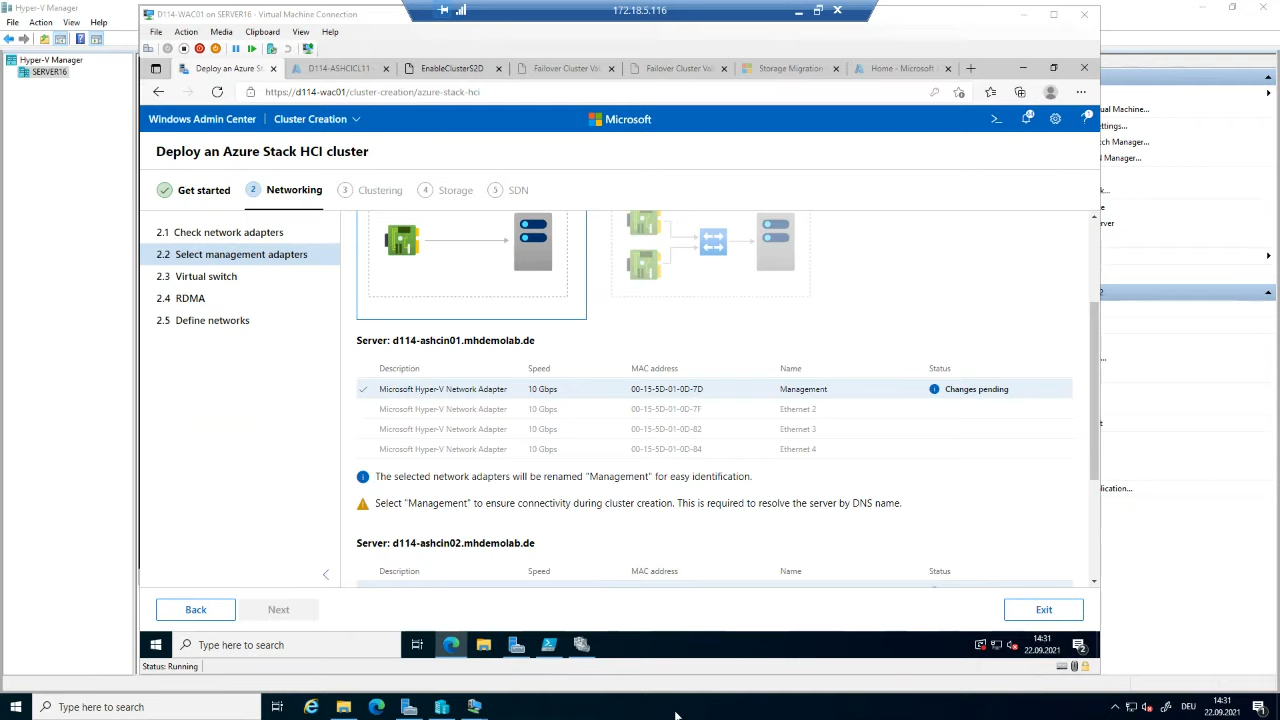 Hyper-V Manager
File Action View Help
Hyper-V Manager
SERVER16
D114-WAC01 on SERVER16 - Virtual Machine Connection
172.18.5.116
File Action Media Clipboard View Help
Deploy an Azure S
D114-ASHCICL11 -
EnableClusterS2D
Failover Cluster Va
Failover Cluster Val
Storage Migration
Home - Microsoft
https://d114-wac01/cluster-creation/azure-stack-hci
Windows Admin Center Cluster Creation
Microsoft
Deploy an Azure Stack HCI cluster
Get started 2 Networking 3 Clustering 4 Storage 5 SDN
2.1 Check network adapters
2.2 Select management adapters
2.3 Virtual switch
2.4 RDMA
2.5 Define networks
Server: d114-ashcin01.mhdemolab.de
Description Speed MAC address Name Status
Microsoft Hyper-V Network Adapter 10 Gbps 00-15-5D-01-0D-7D Management Changes pending
Microsoft Hyper-V Network Adapter 10 Gbps 00-15-5D-01-0D-7F Ethernet 2
Microsoft Hyper-V Network Adapter 10 Gbps 00-15-5D-01-0D-82 Ethernet 3
Microsoft Hyper-V Network Adapter 10 Gbps 00-15-5D-01-0D-84 Ethernet 4
The selected network adapters will be renamed "Management" for easy identification.
Select "Management" to ensure connectivity during cluster creation. This is required to resolve the server by DNS name.
Server: d114-ashcin02.mhdemolab.de
Description Speed MAC address Name Status
Back Next Exit
Type here to search
14:31
22.09.2021
2
Status: Running
tual Machine...
ettings...
tch Manager...
N Manager...
k...
erver
ication...
Type here to search
DEU
14:31
22.09.2021
1